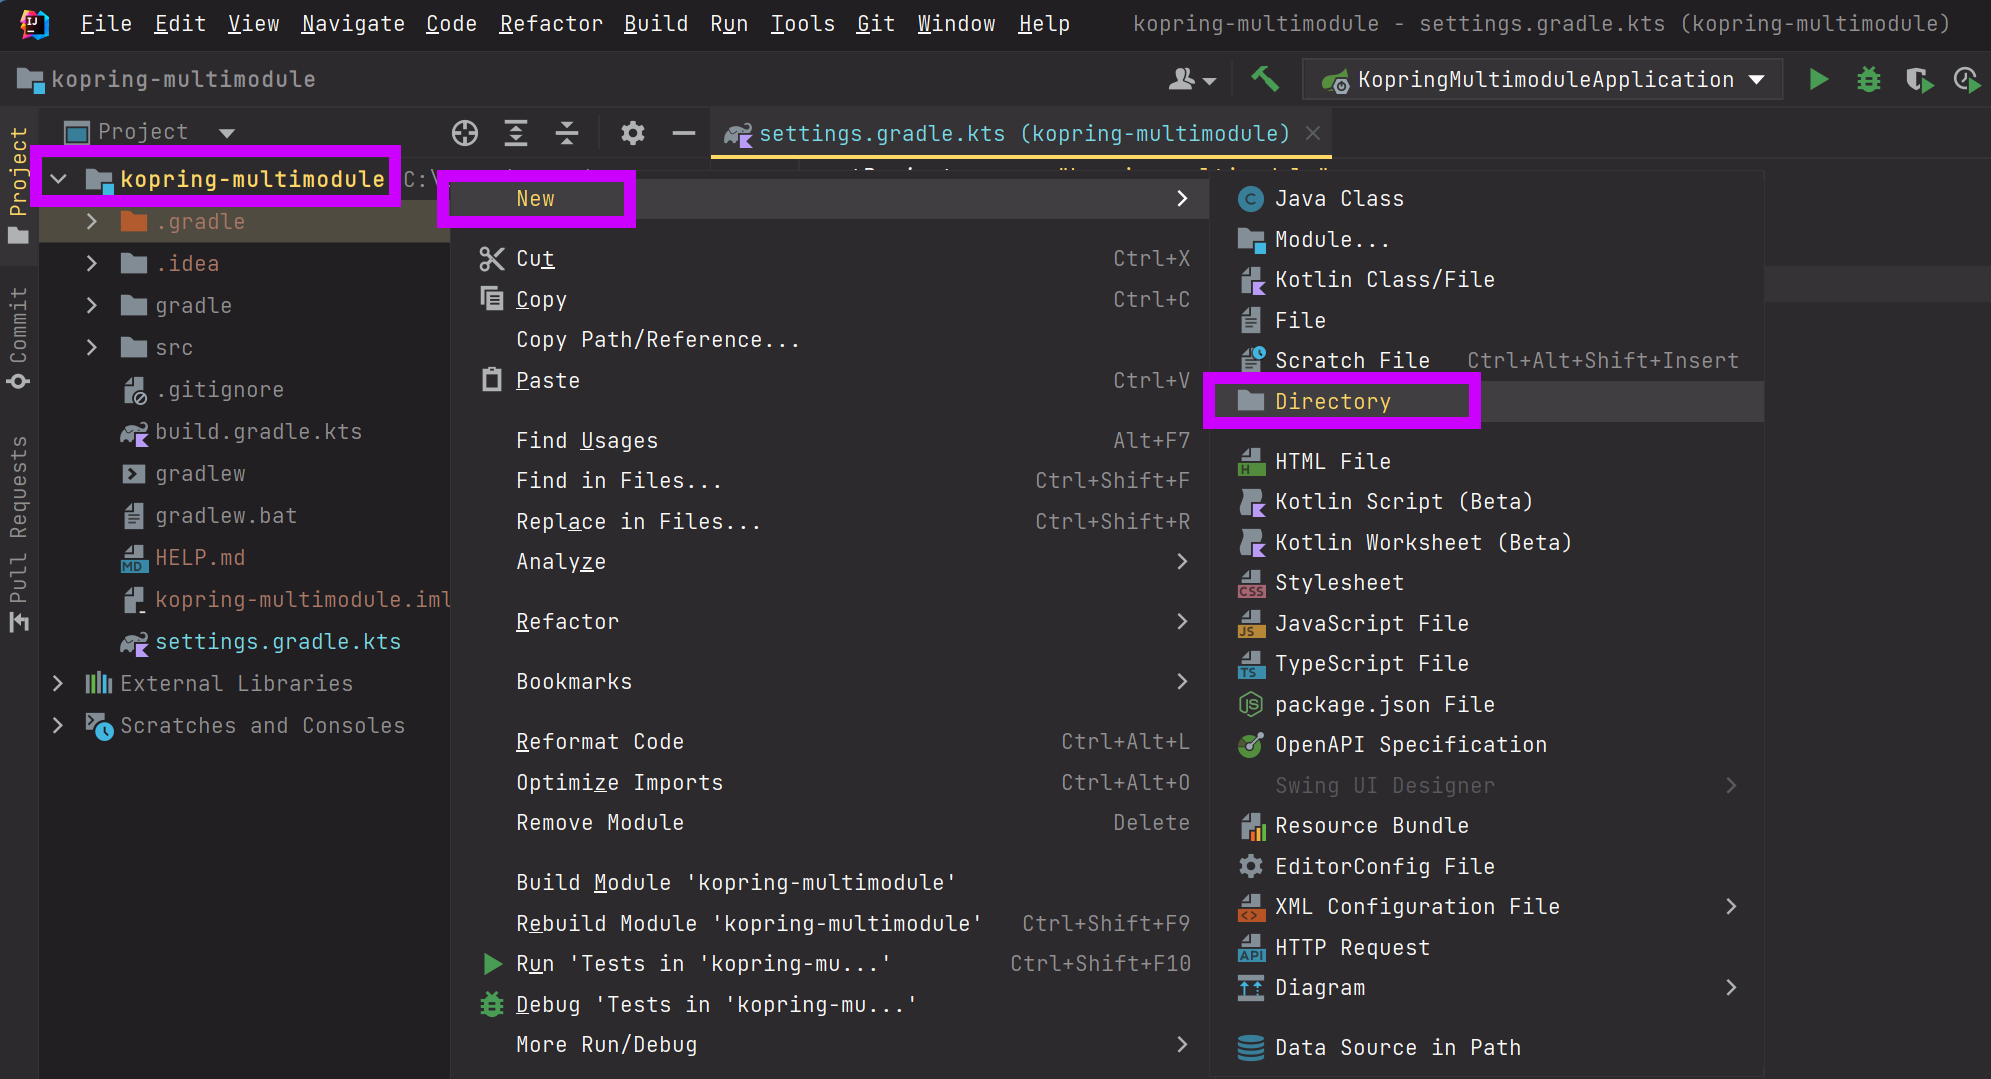 File Edit View Navigate Code Refactor Build Run Tools Git Window Help kopring-multimodule - settings.gradle.kts (kopring-multimodule)
kopring-multimodule
KopringMultimoduleApplication
Project
settings.gradle.kts (kopring-multimodule)
Project
Commit
Pull Requests
kopring-multimodule C:\
.gradle
.idea
gradle
src
.gitignore
build.gradle.kts
gradlew
gradlew.bat
HELP.md
kopring-multimodule.iml
settings.gradle.kts
External Libraries
Scratches and Consoles
New
Cut Ctrl+X
Copy Ctrl+C
Copy Path/Reference...
Paste Ctrl+V
Find Usages Alt+F7
Find in Files... Ctrl+Shift+F
Replace in Files... Ctrl+Shift+R
Analyze
Refactor
Bookmarks
Reformat Code Ctrl+Alt+L
Optimize Imports Ctrl+Alt+O
Remove Module Delete
Build Module 'kopring-multimodule'
Rebuild Module 'kopring-multimodule' Ctrl+Shift+F9
Run 'Tests in 'kopring-mu...' Ctrl+Shift+F10
Debug 'Tests in 'kopring-mu...'
More Run/Debug
Java Class
Module...
Kotlin Class/File
File
Scratch File Ctrl+Alt+Shift+Insert
Directory
HTML File
Kotlin Script (Beta)
Kotlin Worksheet (Beta)
Stylesheet
JavaScript File
TypeScript File
package.json File
OpenAPI Specification
Swing UI Designer
Resource Bundle
EditorConfig File
XML Configuration File
HTTP Request
Diagram
Data Source in Path